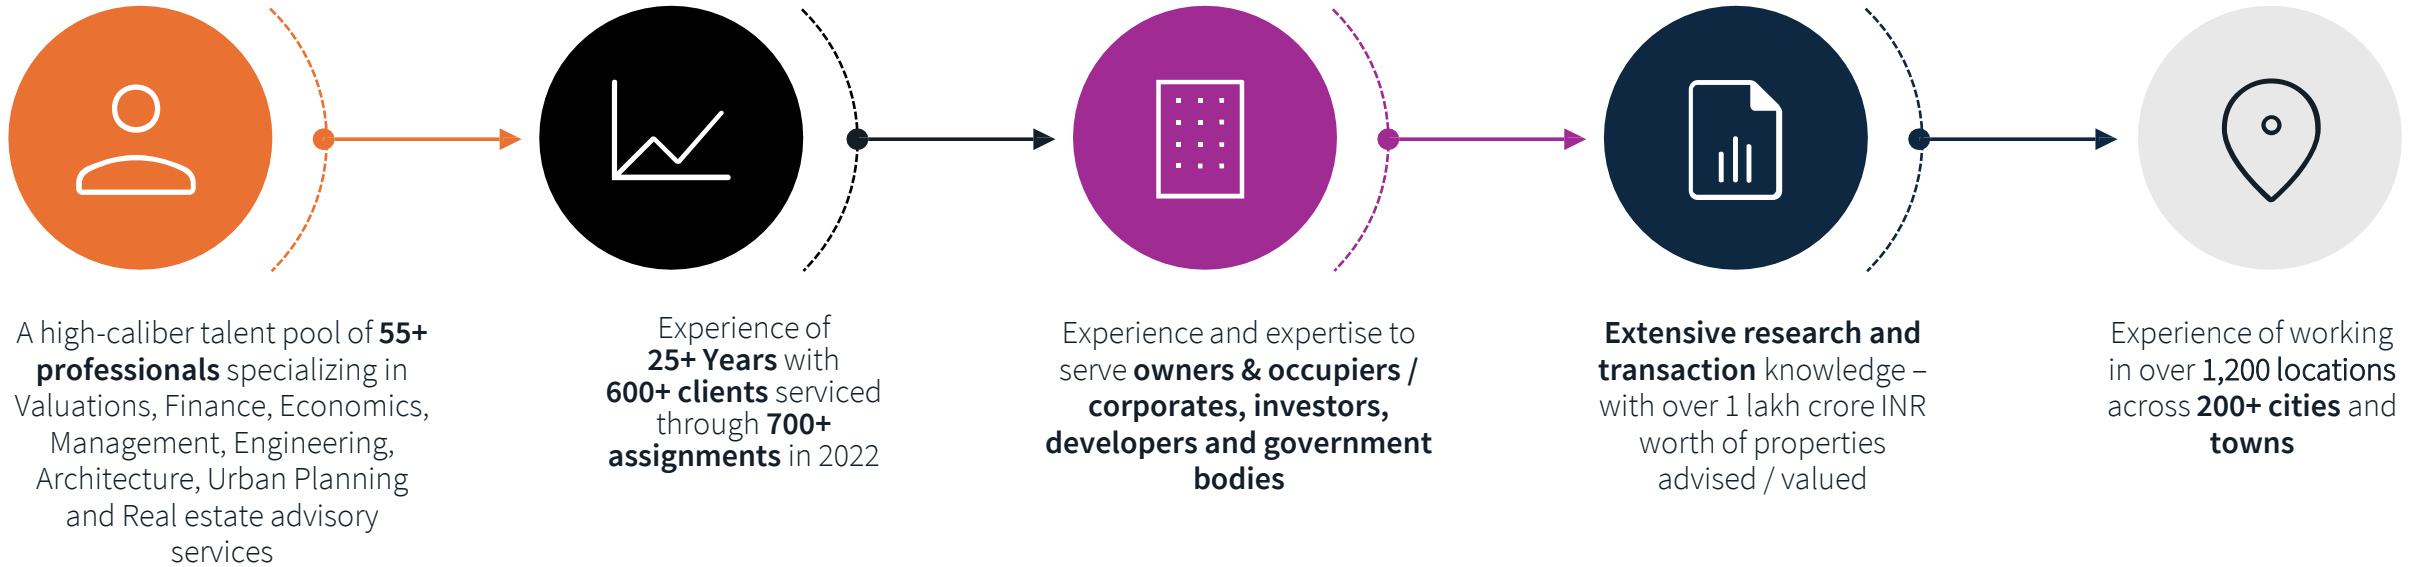 A high-caliber talent pool of 55+
professionals specializing in
Valuations, Finance, Economics,
Management, Engineering,
Architecture, Urban Planning
and Real estate advisory
services
Experience of
25+ Years with
600+ clients serviced
through 700+
assignments in 2022
Experience and expertise to
serve owners & occupiers /
corporates, investors,
developers and government
bodies
Extensive research and
transaction knowledge –
with over 1 lakh crore INR
worth of properties
advised / valued
Experience of working
in over 1,200 locations
across 200+ cities and
towns